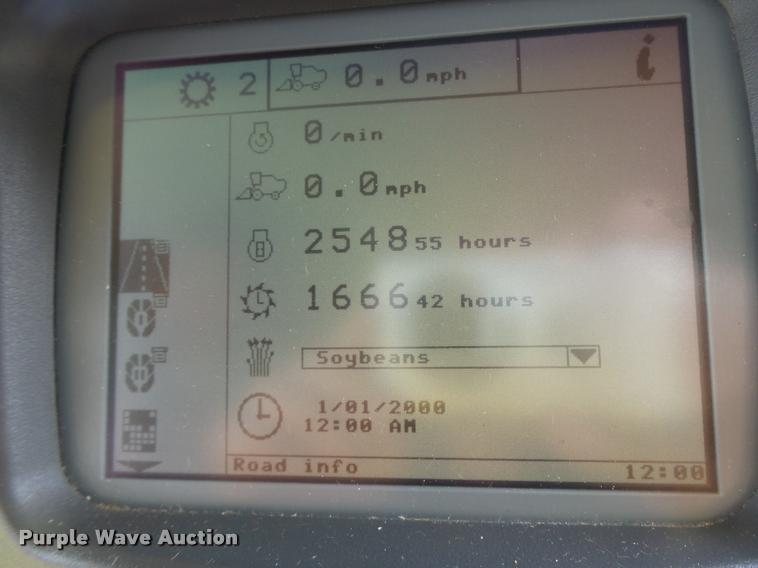 2 0.0 mph i
0 /min
0.0 mph
2548 55 hours
1666 42 hours
Soybeans
1/01/2000
12:00 AM
Road info 12:00
Purple Wave Auction